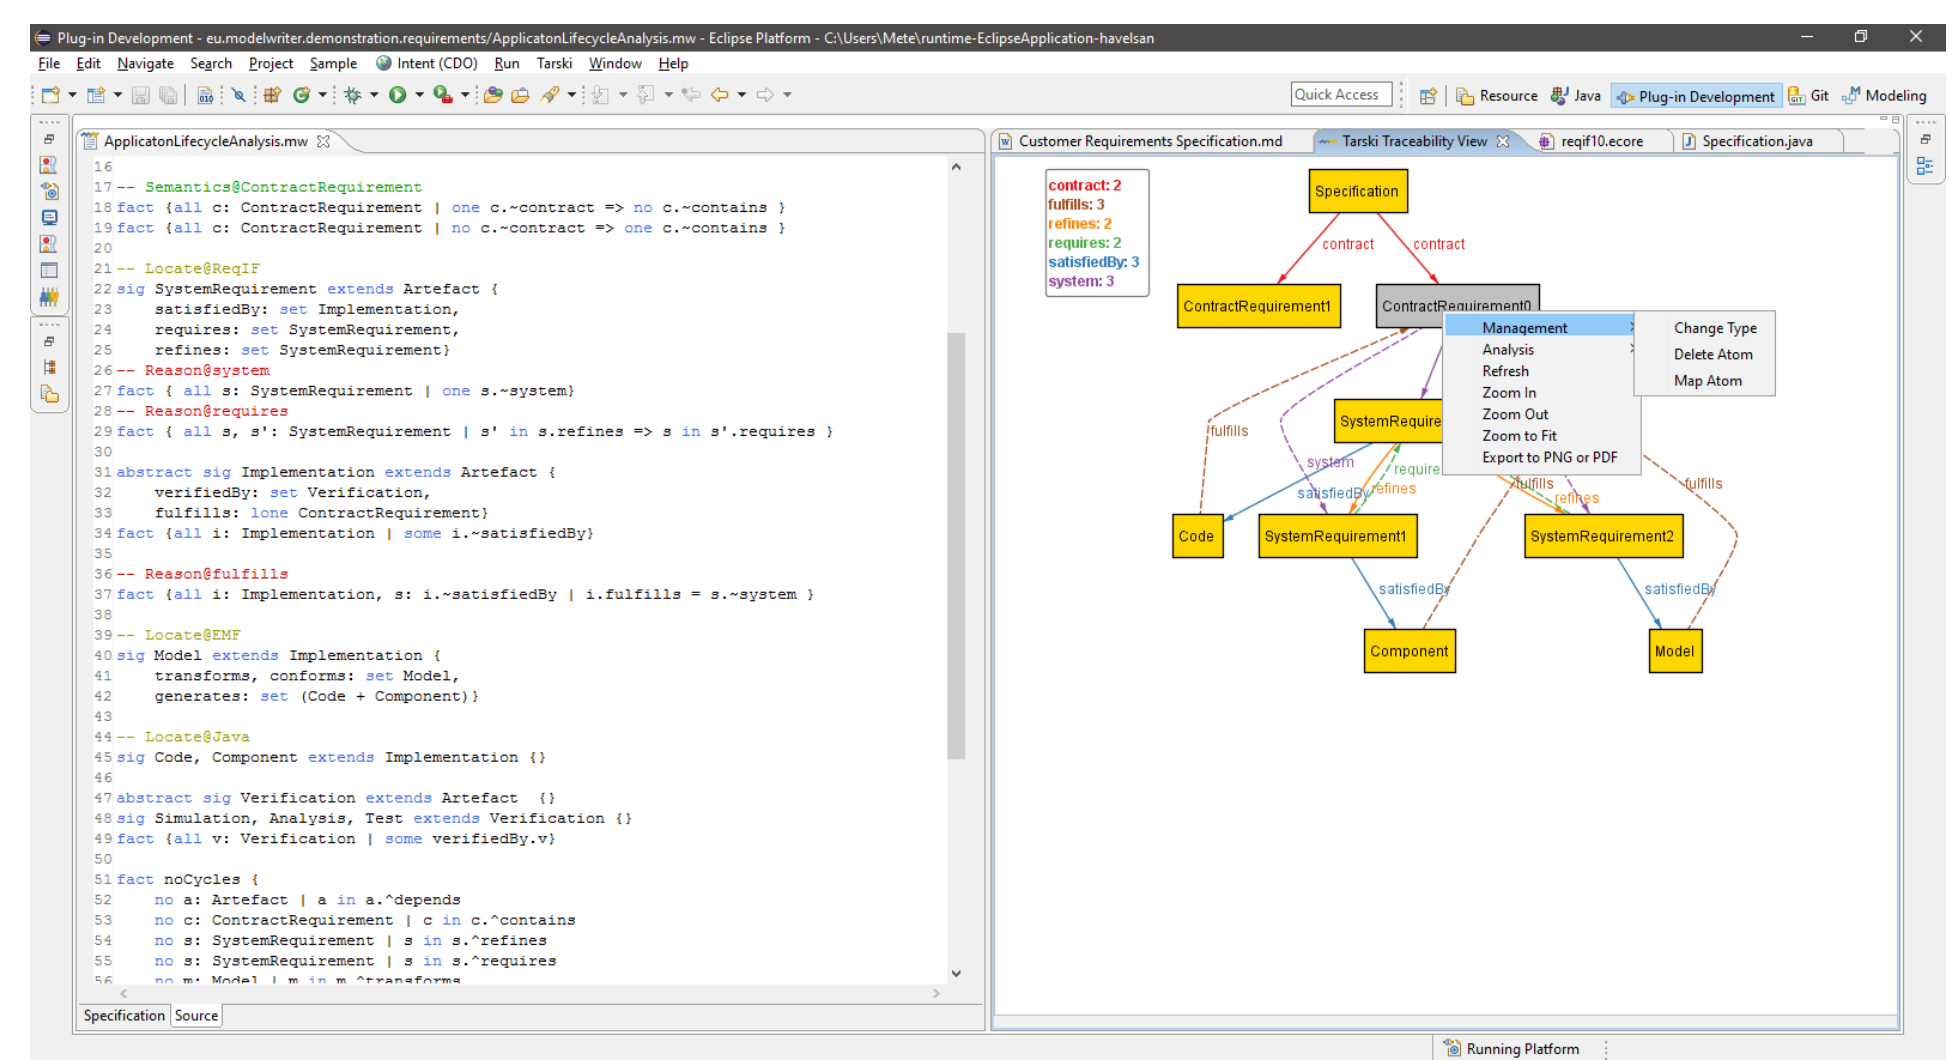 Plug-in Development - eu.modelwriter.demonstration.requirements/ApplicatonLifecycleAnalysis.mw - Eclipse Platform - C:\Users\Mete\runtime-EclipseApplication-havelsan
File Edit Navigate Search Project Sample Intent (CDO) Run Tarski Window Help
Quick Access Resource Java Plug-in Development Git Modeling
ApplicatonLifecycleAnalysis.mw
16
17 -- Semantics@ContractRequirement
18 fact {all c: ContractRequirement | one c.~contract => no c.~contains }
19 fact {all c: ContractRequirement | no c.~contract => one c.~contains }
20
21 -- Locate@ReqIF
22 sig SystemRequirement extends Artefact {
23 satisfiedBy: set Implementation,
24 requires: set SystemRequirement,
25 refines: set SystemRequirement}
26 -- Reason@system
27 fact { all s: SystemRequirement | one s.~system}
28 -- Reason@requires
29 fact { all s, s': SystemRequirement | s' in s.refines => s in s'.requires }
30
31 abstract sig Implementation extends Artefact {
32 verifiedBy: set Verification,
33 fulfills: lone ContractRequirement}
34 fact {all i: Implementation | some i.~satisfiedBy}
35
36 -- Reason@fulfills
37 fact {all i: Implementation, s: i.~satisfiedBy | i.fulfills = s.~system }
38
39 -- Locate@EMF
40 sig Model extends Implementation {
41 transforms, conforms: set Model,
42 generates: set (Code + Component)}
43
44 -- Locate@Java
45 sig Code, Component extends Implementation {}
46
47 abstract sig Verification extends Artefact {}
48 sig Simulation, Analysis, Test extends Verification {}
49 fact {all v: Verification | some verifiedBy.v}
50
51 fact noCycles {
52 no a: Artefact | a in a.^depends
53 no c: ContractRequirement | c in c.^contains
54 no s: SystemRequirement | s in s.^refines
55 no s: SystemRequirement | s in s.^requires
56 no m: Model | m in m.^transforms
Specification Source
Customer Requirements Specification.md Tarski Traceability View reqif10.ecore Specification.java
contract: 2
fulfills: 3
refines: 2
requires: 2
satisfiedBy: 3
system: 3
Specification
contract contract
ContractRequirement1 ContractRequirement0
Management
Analysis
Refresh
Zoom In
Zoom Out
Zoom to Fit
Export to PNG or PDF
Change Type
Delete Atom
Map Atom
SystemRequire
fulfills
system require
satisfiedBy refines fulfills refines fulfills
Code SystemRequirement1 SystemRequirement2
satisfiedBy satisfiedBy
Component Model
Running Platform